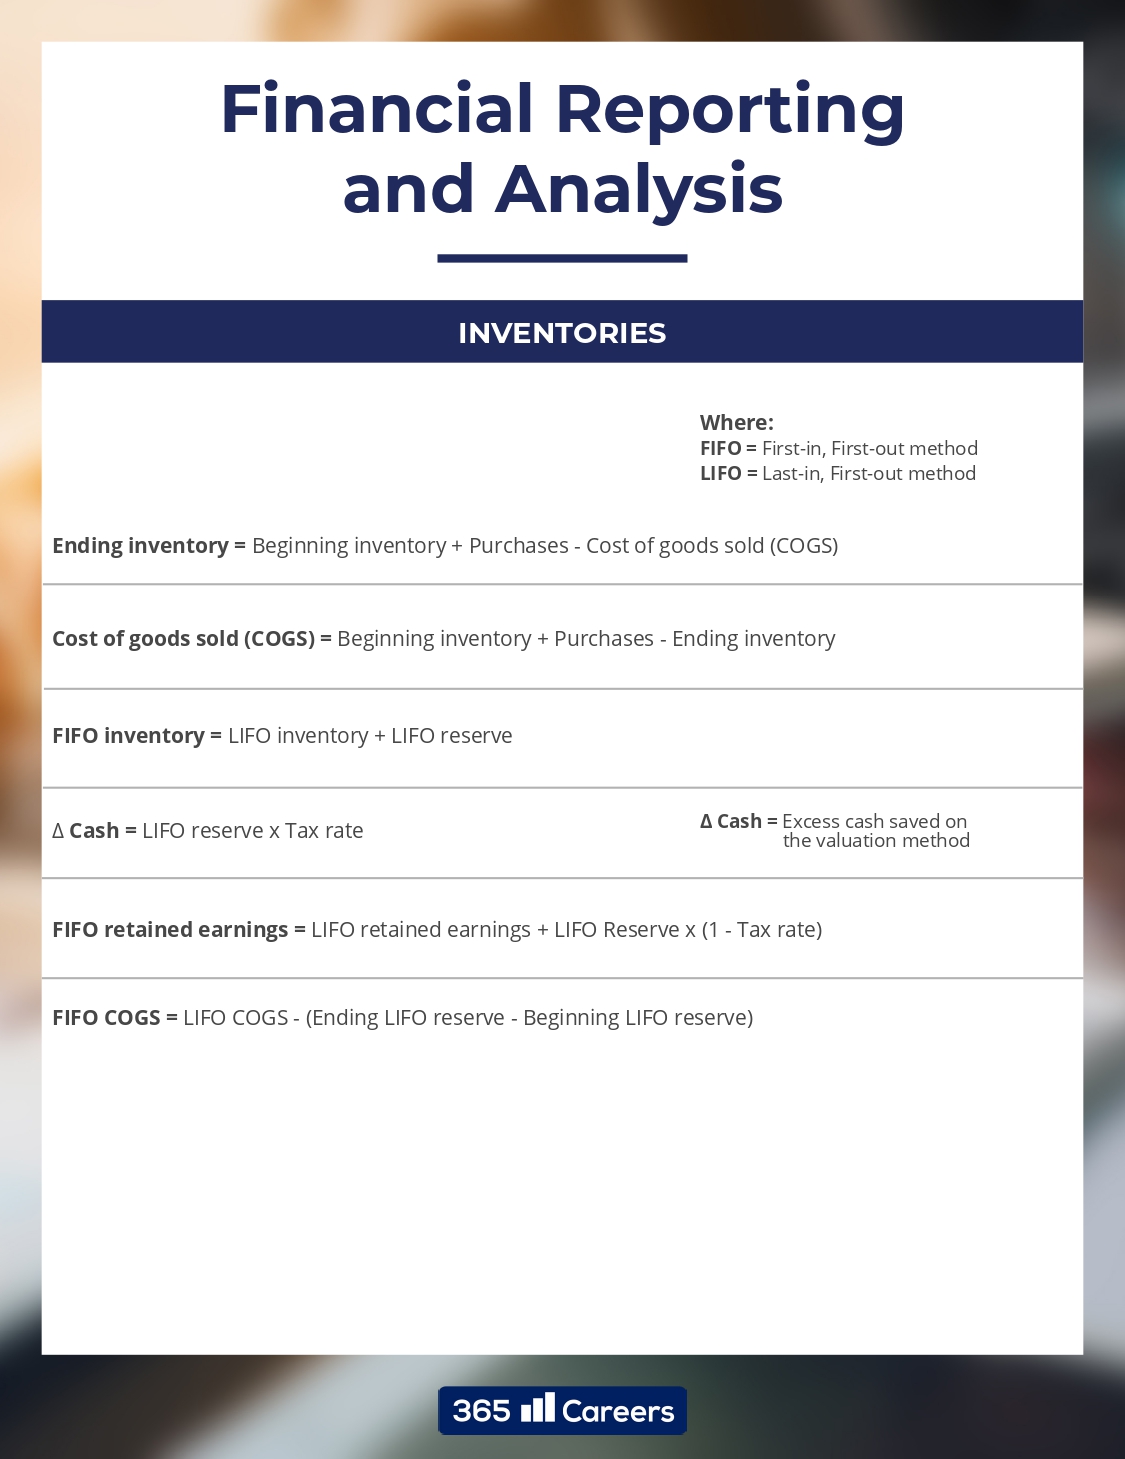 Financial Reporting
and Analysis
INVENTORIES
Where:
FIFO = First-in, First-out method
LIFO = Last-in, First-out method
Ending inventory = Beginning inventory + Purchases - Cost of goods sold (COGS)
Cost of goods sold (COGS) = Beginning inventory + Purchases - Ending inventory
FIFO inventory = LIFO inventory + LIFO reserve
Δ Cash = LIFO reserve x Tax rate
Δ Cash = Excess cash saved on
the valuation method
FIFO retained earnings = LIFO retained earnings + LIFO Reserve x (1 - Tax rate)
FIFO COGS = LIFO COGS - (Ending LIFO reserve - Beginning LIFO reserve)
365 Careers